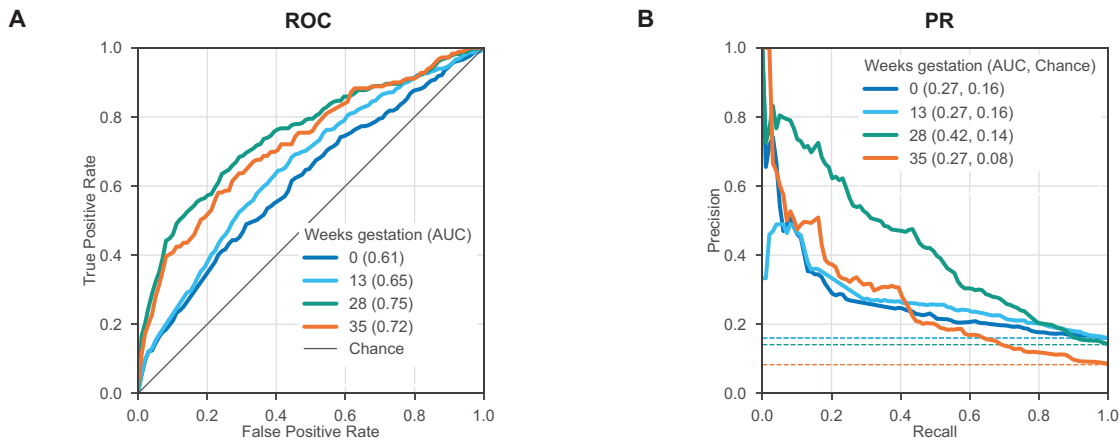 A
ROC
True Positive Rate
1.0
0.8
0.6
0.4
0.2
0.0
0.0 0.2 0.4 0.6 0.8 1.0
False Positive Rate
Weeks gestation (AUC)
0 (0.61)
13 (0.65)
28 (0.75)
35 (0.72)
Chance
B
PR
Precision
1.0
0.8
0.6
0.4
0.2
0.0
0.0 0.2 0.4 0.6 0.8 1.0
Recall
Weeks gestation (AUC, Chance)
0 (0.27, 0.16)
13 (0.27, 0.16)
28 (0.42, 0.14)
35 (0.27, 0.08)